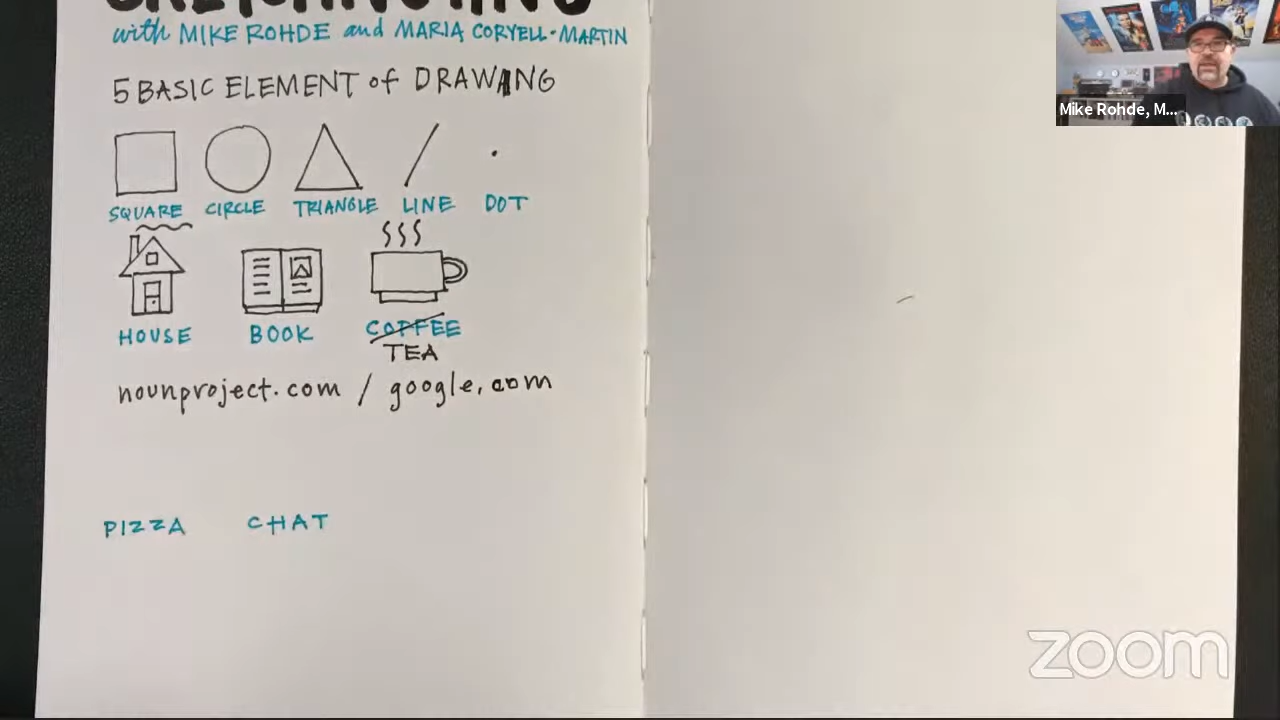 with MIKE ROHDE and MARIA CORYELL-MARTIN
5 BASIC ELEMENT of DRAWING
SQUARE CIRCLE TRIANGLE LINE DOT
HOUSE BOOK COFFEE
TEA
nounproject.com / google.com
PIZZA CHAT
Mike Rohde, M...
zoom